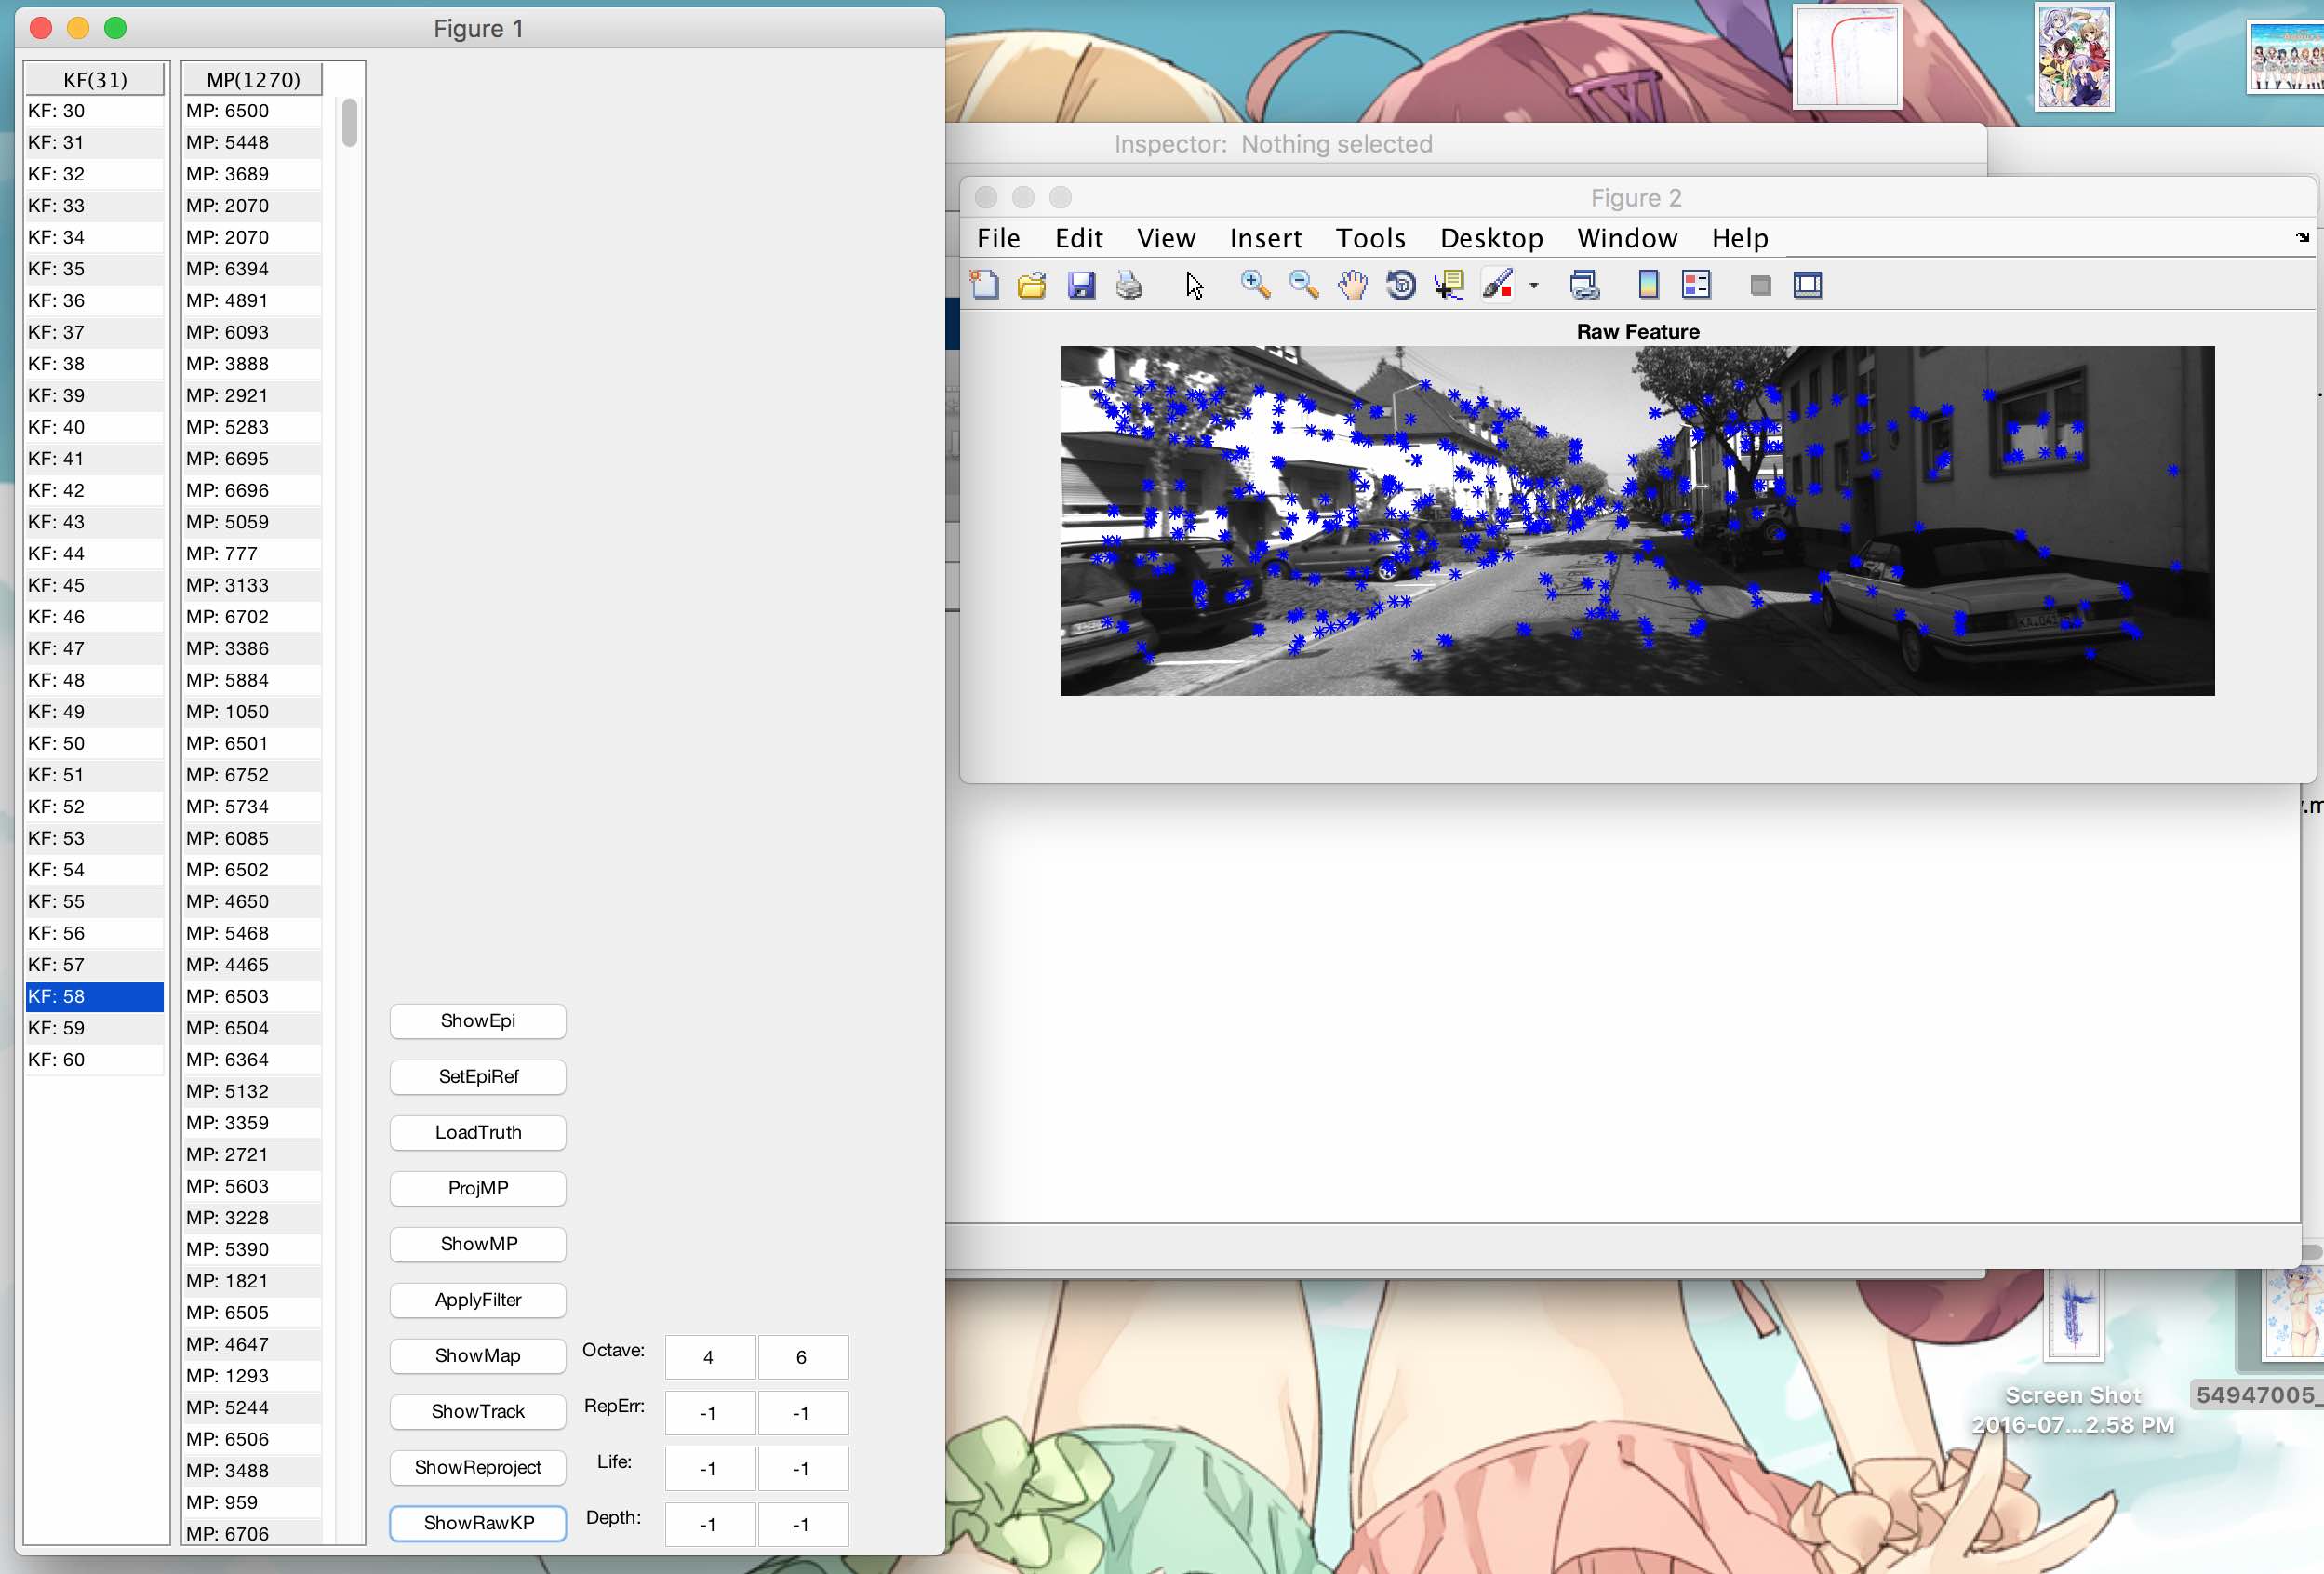 Figure 1
KF(31)
KF: 30
KF: 31
KF: 32
KF: 33
KF: 34
KF: 35
KF: 36
KF: 37
KF: 38
KF: 39
KF: 40
KF: 41
KF: 42
KF: 43
KF: 44
KF: 45
KF: 46
KF: 47
KF: 48
KF: 49
KF: 50
KF: 51
KF: 52
KF: 53
KF: 54
KF: 55
KF: 56
KF: 57
KF: 58
KF: 59
KF: 60
MP(1270)
MP: 6500
MP: 5448
MP: 3689
MP: 2070
MP: 2070
MP: 6394
MP: 4891
MP: 6093
MP: 3888
MP: 2921
MP: 5283
MP: 6695
MP: 6696
MP: 5059
MP: 777
MP: 3133
MP: 6702
MP: 3386
MP: 5884
MP: 1050
MP: 6501
MP: 6752
MP: 5734
MP: 6085
MP: 6502
MP: 4650
MP: 5468
MP: 4465
MP: 6503
MP: 6504
MP: 6364
MP: 5132
MP: 3359
MP: 2721
MP: 5603
MP: 3228
MP: 5390
MP: 1821
MP: 6505
MP: 4647
MP: 1293
MP: 5244
MP: 6506
MP: 3488
MP: 959
MP: 6706
ShowEpi
SetEpiRef
LoadTruth
ProjMP
ShowMP
ApplyFilter
ShowMap
Octave: 4 6
ShowTrack
RepErr: -1 -1
ShowReproject
Life: -1 -1
ShowRawKP
Depth: -1 -1
Inspector: Nothing selected
Figure 2
File Edit View Insert Tools Desktop Window Help
Raw Feature
.m
Screen Shot
2016-07...2.58 PM
54947005_